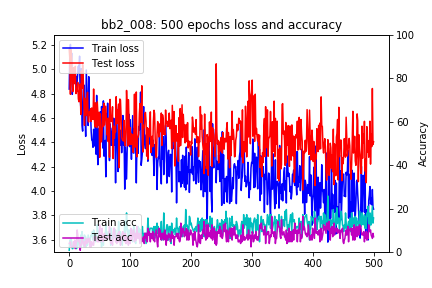 bb2_008: 500 epochs loss and accuracy
Train loss
Test loss
Train acc
Test acc
Loss
5.2
5.0
4.8
4.6
4.4
4.2
4.0
3.8
3.6
Accuracy
100
80
60
40
20
0
0 100 200 300 400 500